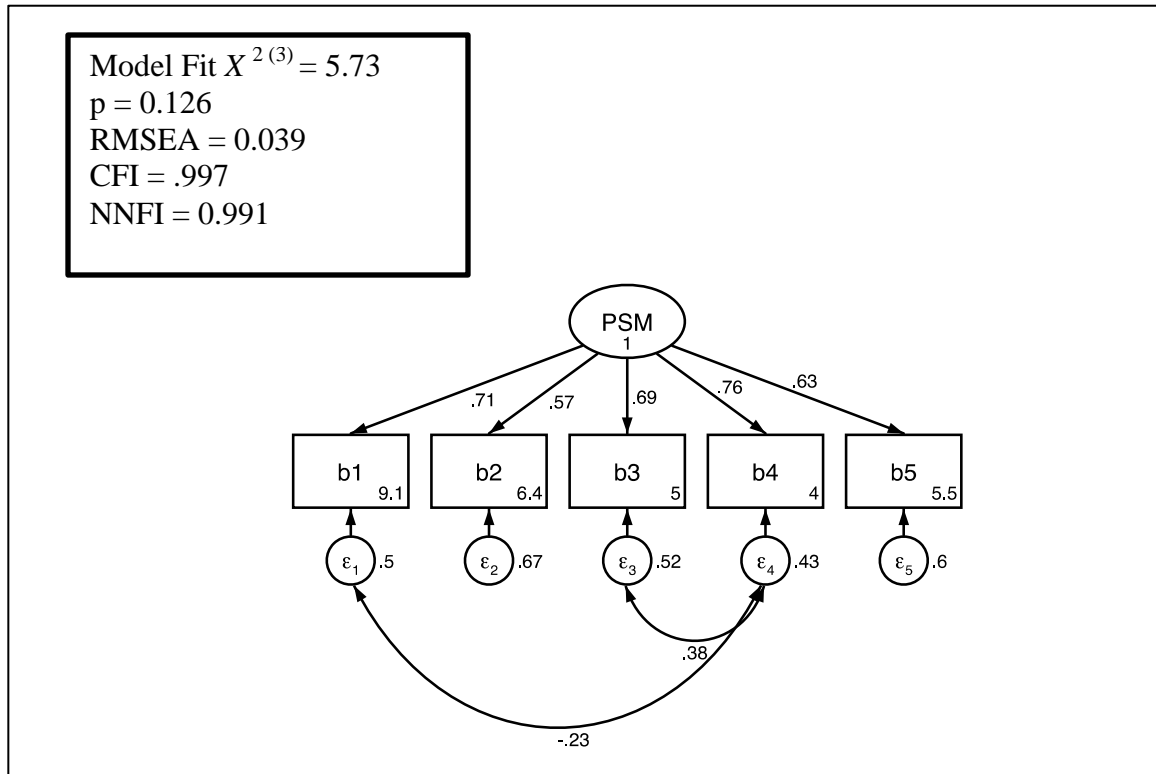 Model Fit X 2 (3) = 5.73
p = 0.126
RMSEA = 0.039
CFI = .997
NNFI = 0.991
PSM
1
.71 .57 .69 .76 .63
b1 9.1 b2 6.4 b3 5 b4 4 b5 5.5
ε1 .5 ε2 .67 ε3 .52 ε4 .43 ε5 .6
.38
-.23